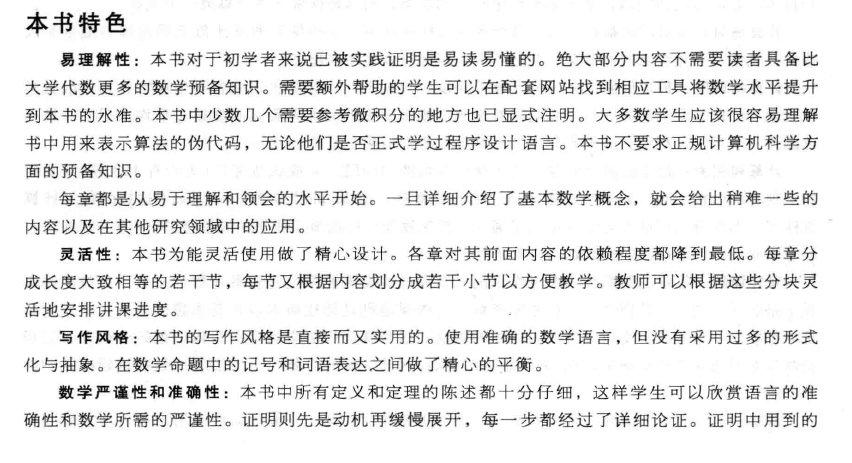 本书特色
易理解性：本书对于初学者来说已被实践证明是易读易懂的。绝大部分内容不需要读者具备比
大学代数更多的数学预备知识。需要额外帮助的学生可以在配套网站找到相应工具将数学水平提升
到本书的水准。本书中少数几个需要参考微积分的地方也已显式注明。大多数学生应该很容易理解
书中用来表示算法的伪代码，无论他们是否正式学过程序设计语言。本书不要求正规计算机科学方
面的预备知识。
每章都是从易于理解和领会的水平开始。一旦详细介绍了基本数学概念，就会给出稍难一些的
内容以及在其他研究领域中的应用。
灵活性：本书为能灵活使用做了精心设计。各章对其前面内容的依赖程度都降到最低。每章分
成长度大致相等的若干节，每节又根据内容划分成若干小节以方便教学。教师可以根据这些分块灵
活地安排讲课进度。
写作风格：本书的写作风格是直接而又实用的。使用准确的数学语言，但没有采用过多的形式
化与抽象。在数学命题中的记号和词语表达之间做了精心的平衡。
数学严谨性和准确性：本书中所有定义和定理的陈述都十分仔细，这样学生可以欣赏语言的准
确性和数学所需的严谨性。证明则先是动机再缓慢展开，每一步都经过了详细论证。证明中用到的